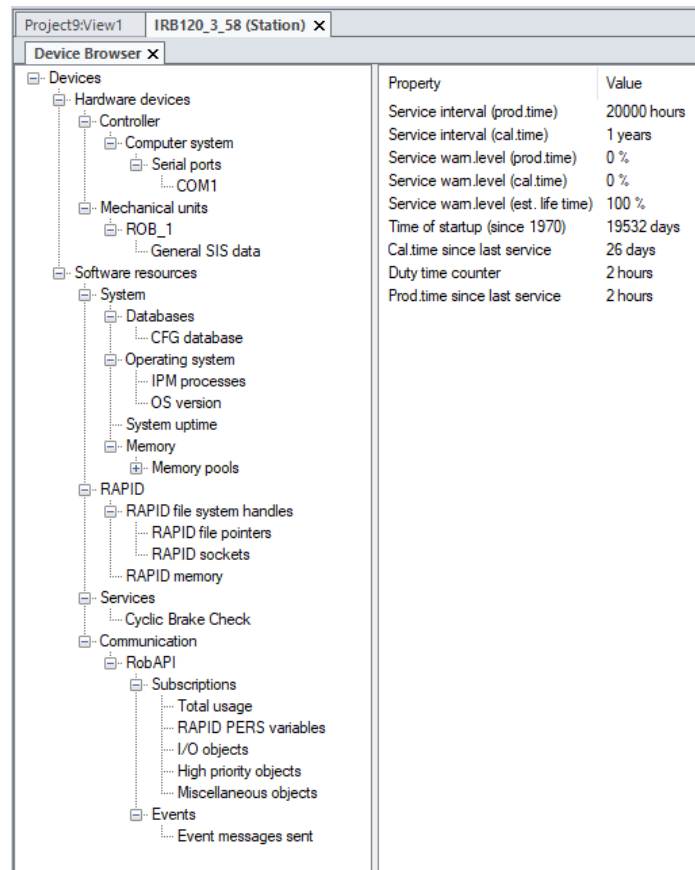 Project9:View1 IRB120_3_58 (Station) X
Device Browser X
Devices
Hardware devices
Controller
Computer system
Serial ports
COM1
Mechanical units
ROB_1
General SIS data
Software resources
System
Databases
CFG database
Operating system
IPM processes
OS version
System uptime
Memory
Memory pools
RAPID
RAPID file system handles
RAPID file pointers
RAPID sockets
RAPID memory
Services
Cyclic Brake Check
Communication
RobAPI
Subscriptions
Total usage
RAPID PERS variables
I/O objects
High priority objects
Miscellaneous objects
Events
Event messages sent
Property Value
Service interval (prod.time) 20000 hours
Service interval (cal.time) 1 years
Service warn.level (prod.time) 0 %
Service warn.level (cal.time) 0 %
Service warn.level (est. life time) 100 %
Time of startup (since 1970) 19532 days
Cal.time since last service 26 days
Duty time counter 2 hours
Prod.time since last service 2 hours